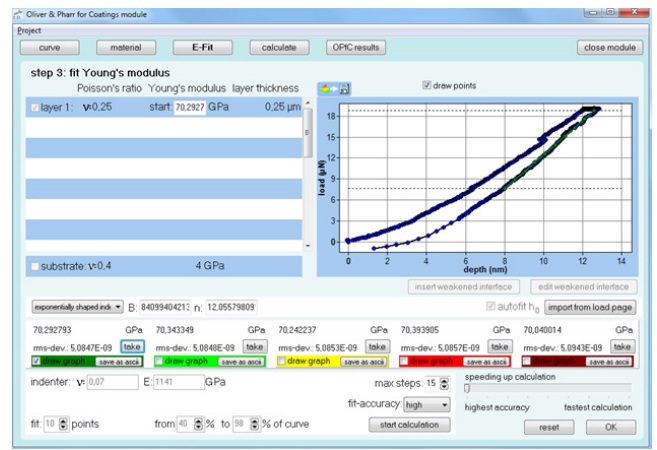 Oliver & Pharr for Coatings module
Project
curve material E-Fit calculate OPfC results close module
step 3: fit Young's modulus
Poisson's ratio Young's modulus layer thickness
draw points
layer 1: ν:0,25 start: 70,2927 GPa 0,25 µm
substrate: ν:0,4 4 GPa
load (µN)
18
15
12
9
6
3
0
0 2 4 6 8 10 12 14
depth (nm)
insert weakened interface edit weakened interface
exponentially shaped inde B: 84099404213 n: 12,05579809 autofit h0 import from load page
70,292793 GPa 70,343349 GPa 70,242237 GPa 70,393905 GPa 70,040014 GPa
rms-dev.: 5,0847E-09 take rms-dev.: 5,0848E-09 take rms-dev.: 5,0853E-09 take rms-dev.: 5,0857E-09 take rms-dev.: 5,0943E-09 take
draw graph save as ascii draw graph save as ascii draw graph save as ascii draw graph save as ascii draw graph save as ascii
indenter: ν: 0,07 E: 1141 GPa max steps: 15 speeding up calculation
fit-accuracy: high highest accuracy fastest calculation
fit: 10 points from 40 % to 98 % of curve start calculation reset OK